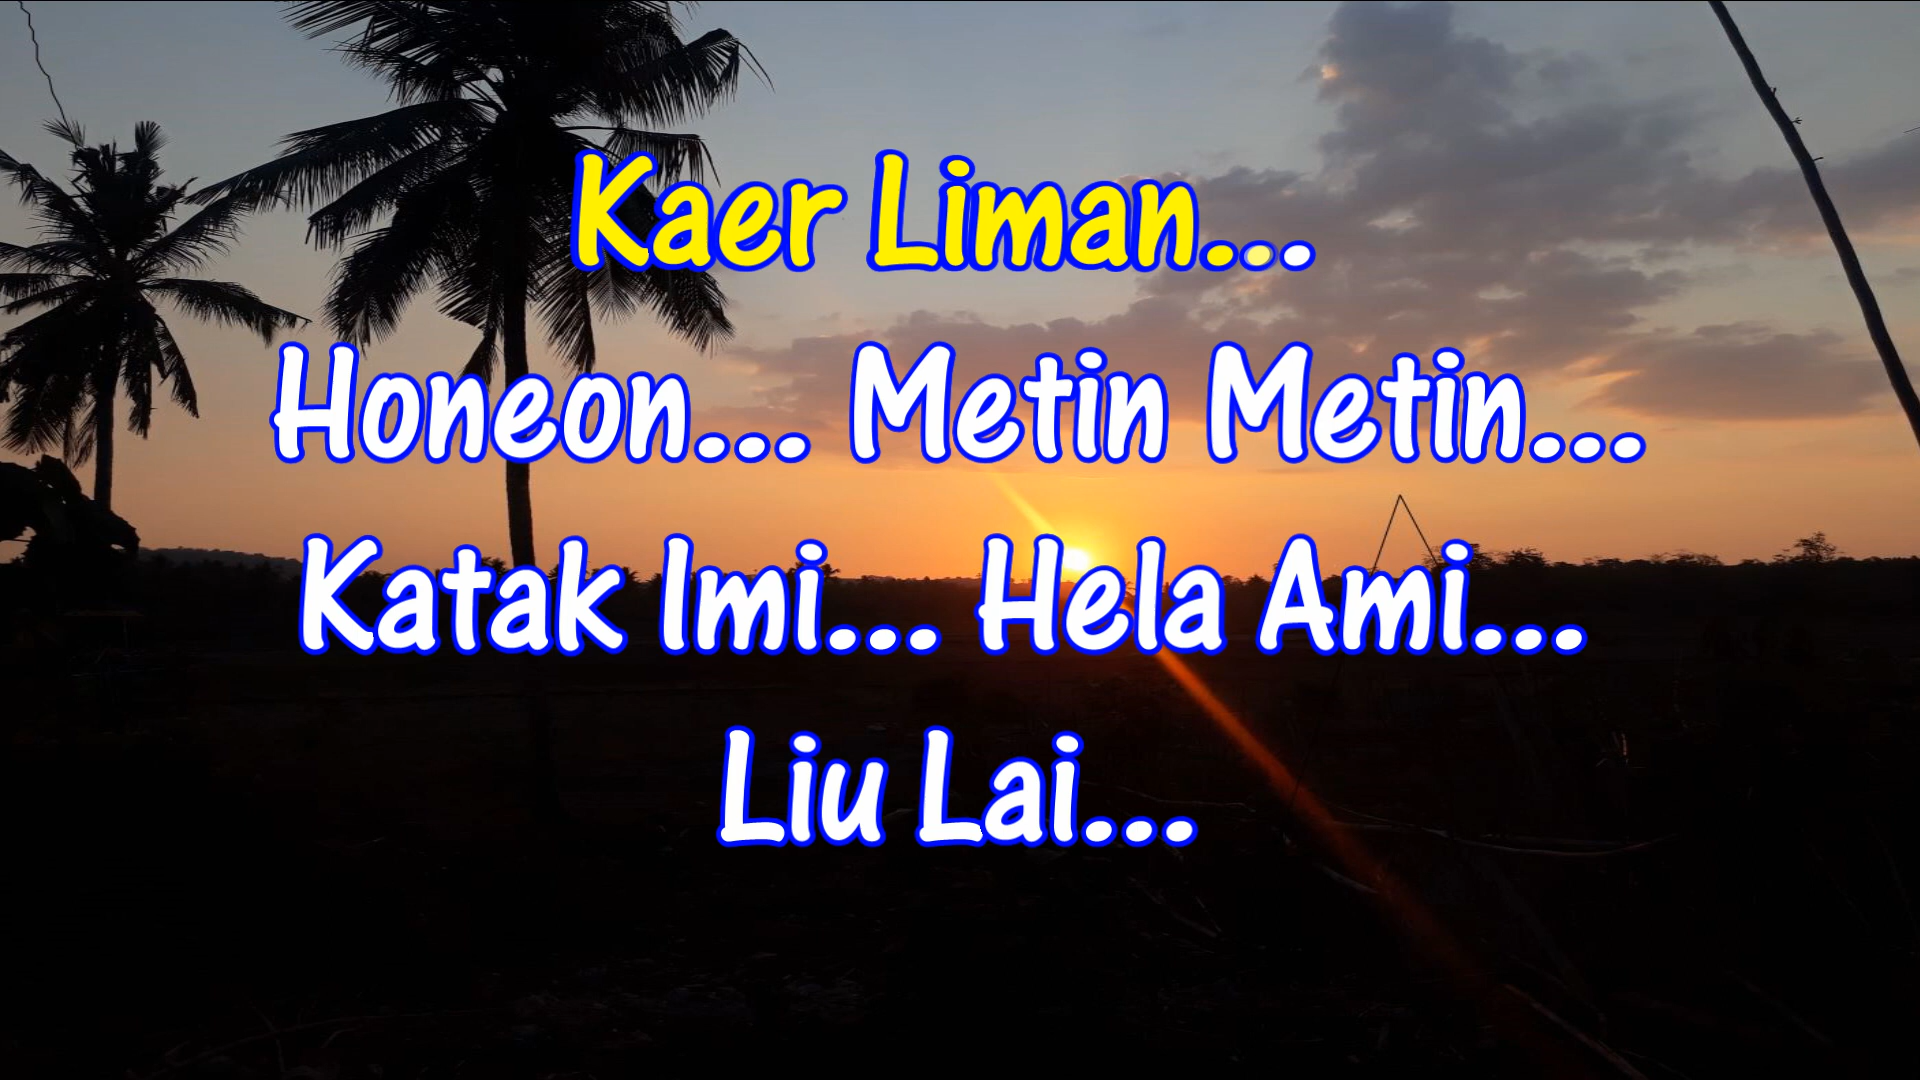 Kaer Liman...
Honeon... Metin Metin...
Katak Imi... Hela Ami...
Liu Lai...